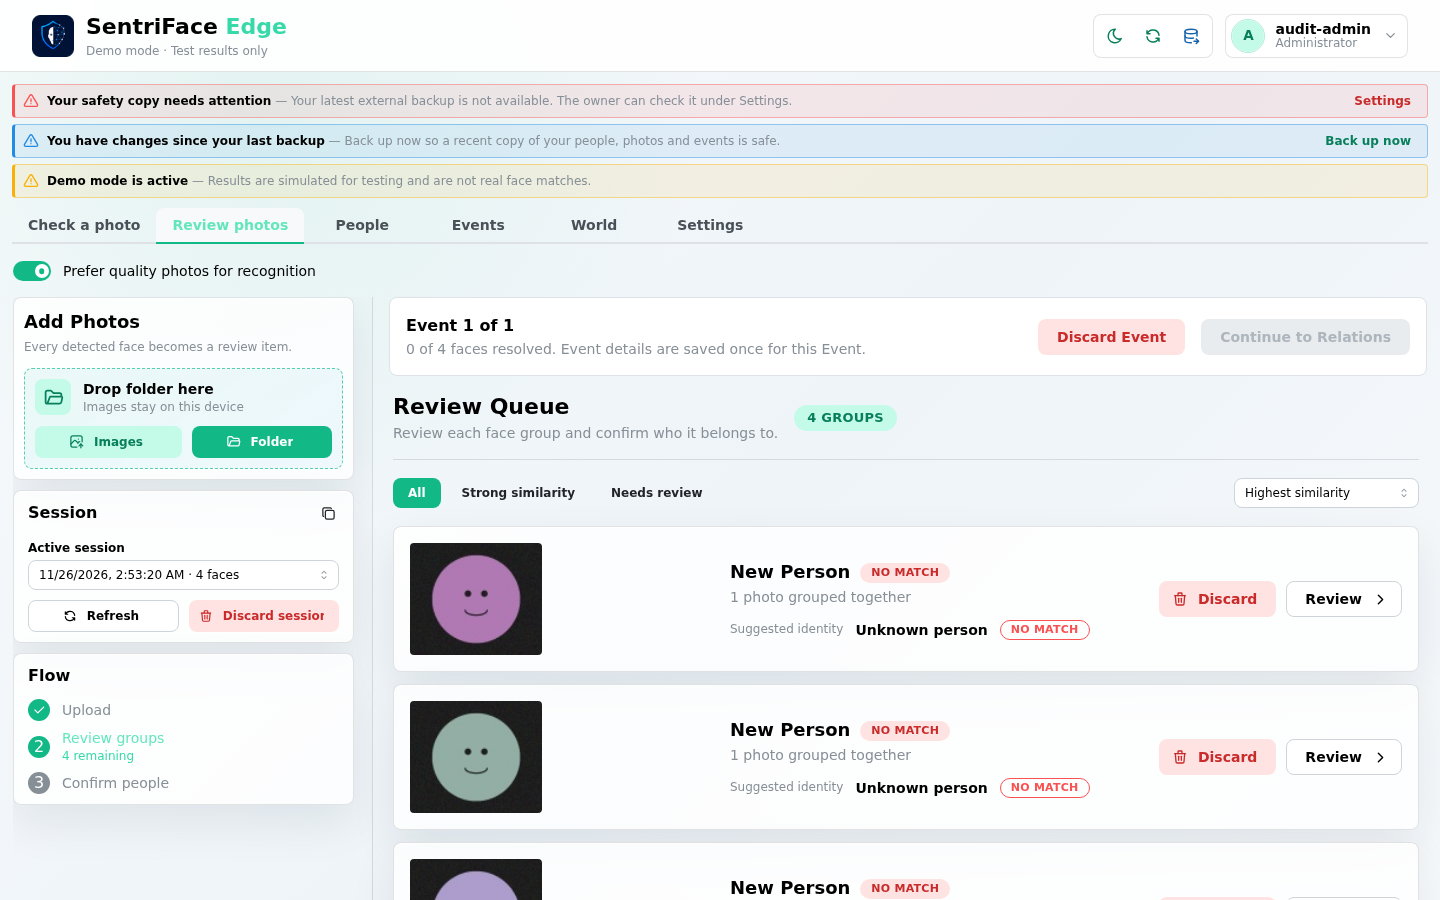 SentriFace Edge
Demo mode · Test results only
A
audit-admin
Administrator
Your safety copy needs attention — Your latest external backup is not available. The owner can check it under Settings.
Settings
You have changes since your last backup — Back up now so a recent copy of your people, photos and events is safe.
Back up now
Demo mode is active — Results are simulated for testing and are not real face matches.
Check a photo
Review photos
People
Events
World
Settings
Prefer quality photos for recognition
Add Photos
Every detected face becomes a review item.
Drop folder here
Images stay on this device
Images
Folder
Session
Active session
11/26/2026, 2:53:20 AM · 4 faces
Refresh
Discard session
Flow
Upload
2
Review groups
4 remaining
3
Confirm people
Event 1 of 1
0 of 4 faces resolved. Event details are saved once for this Event.
Discard Event
Continue to Relations
Review Queue
Review each face group and confirm who it belongs to.
4 GROUPS
All
Strong similarity
Needs review
Highest similarity
New Person
NO MATCH
1 photo grouped together
Suggested identity
Unknown person
NO MATCH
Discard
Review
New Person
NO MATCH
1 photo grouped together
Suggested identity
Unknown person
NO MATCH
Discard
Review
New Person
NO MATCH